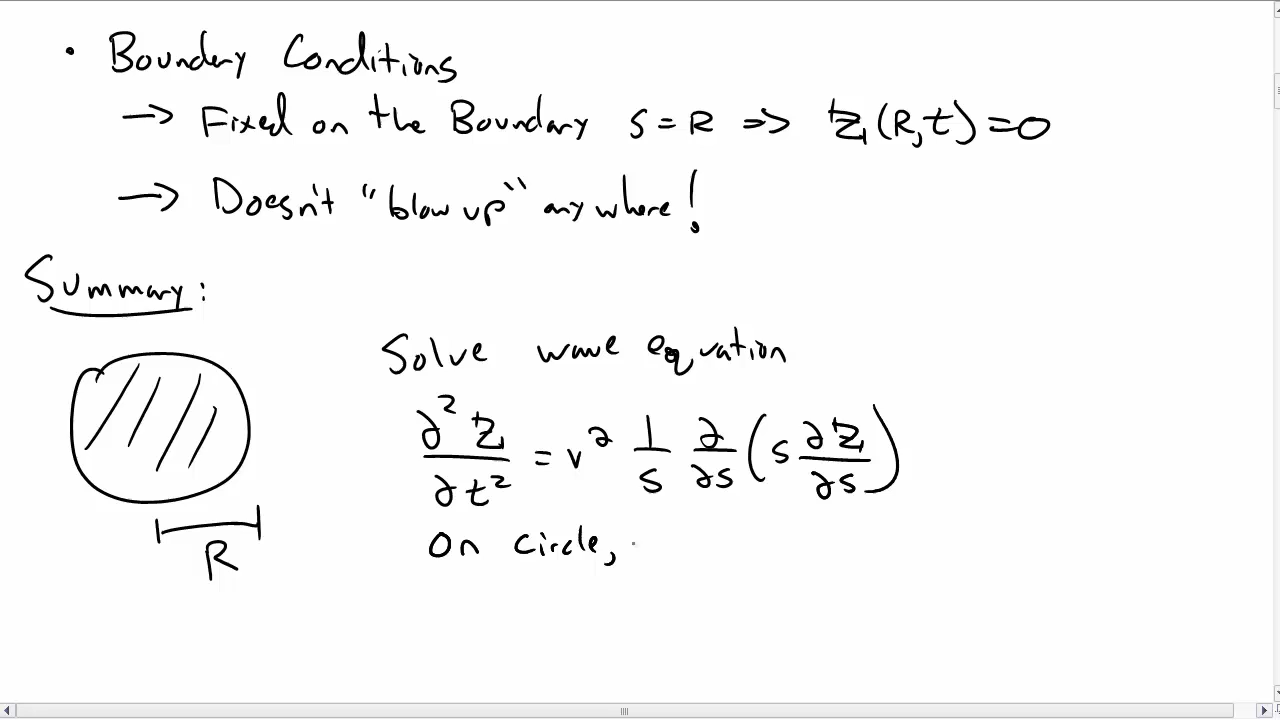 • Boundary Conditions
→ Fixed on the Boundary s = R ⇒ z(R,t) = 0
→ Doesn't "blow up" anywhere!
Summary:
Solve wave equation
∂²z/∂t² = v² 1/s ∂/∂s (s ∂z/∂s)
On circle,
R